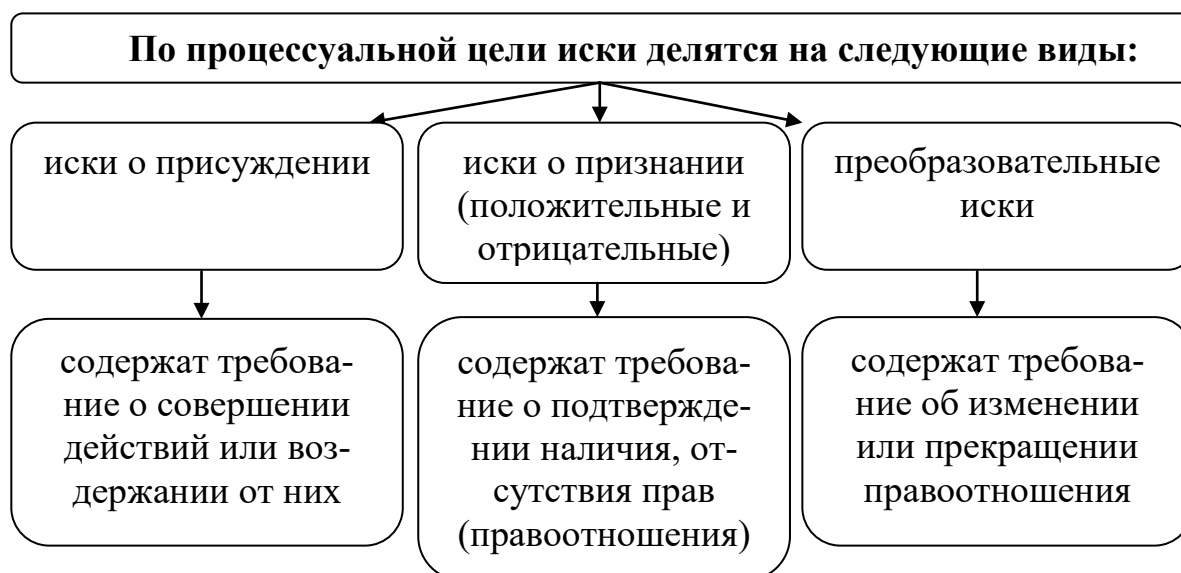 По процессуальной цели иски делятся на следующие виды:
иски о присуждении
иски о признании
(положительные и
отрицательные)
преобразовательные
иски
содержат требова-
ние о совершении
действий или воз-
держании от них
содержат требова-
ние о подтвержде-
нии наличия, от-
сутствия прав
(правоотношения)
содержат требова-
ние об изменении
или прекращении
правоотношения